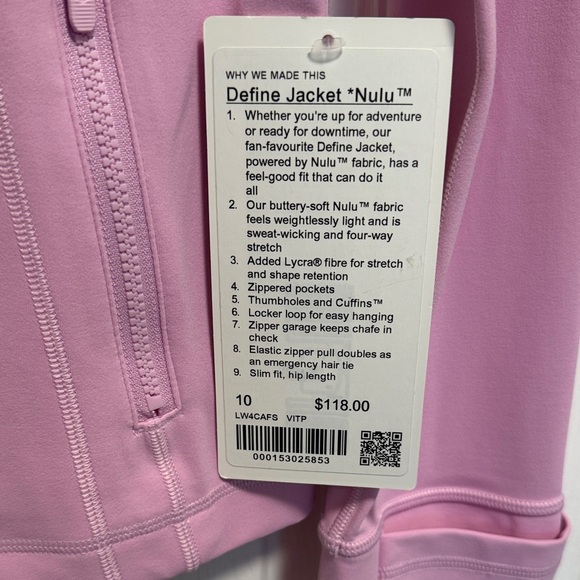 WHY WE MADE THIS
Define Jacket *Nulu™
1. Whether you're up for adventure
or ready for downtime, our
fan-favourite Define Jacket,
powered by Nulu™ fabric, has a
feel-good fit that can do it
all
2. Our buttery-soft Nulu™ fabric
feels weightlessly light and is
sweat-wicking and four-way
stretch
3. Added Lycra® fibre for stretch
and shape retention
4. Zippered pockets
5. Thumbholes and Cuffins™
6. Locker loop for easy hanging
7. Zipper garage keeps chafe in
check
8. Elastic zipper pull doubles as
an emergency hair tie
9. Slim fit, hip length
10 $118.00
LW4CAFS VITP
000153025853